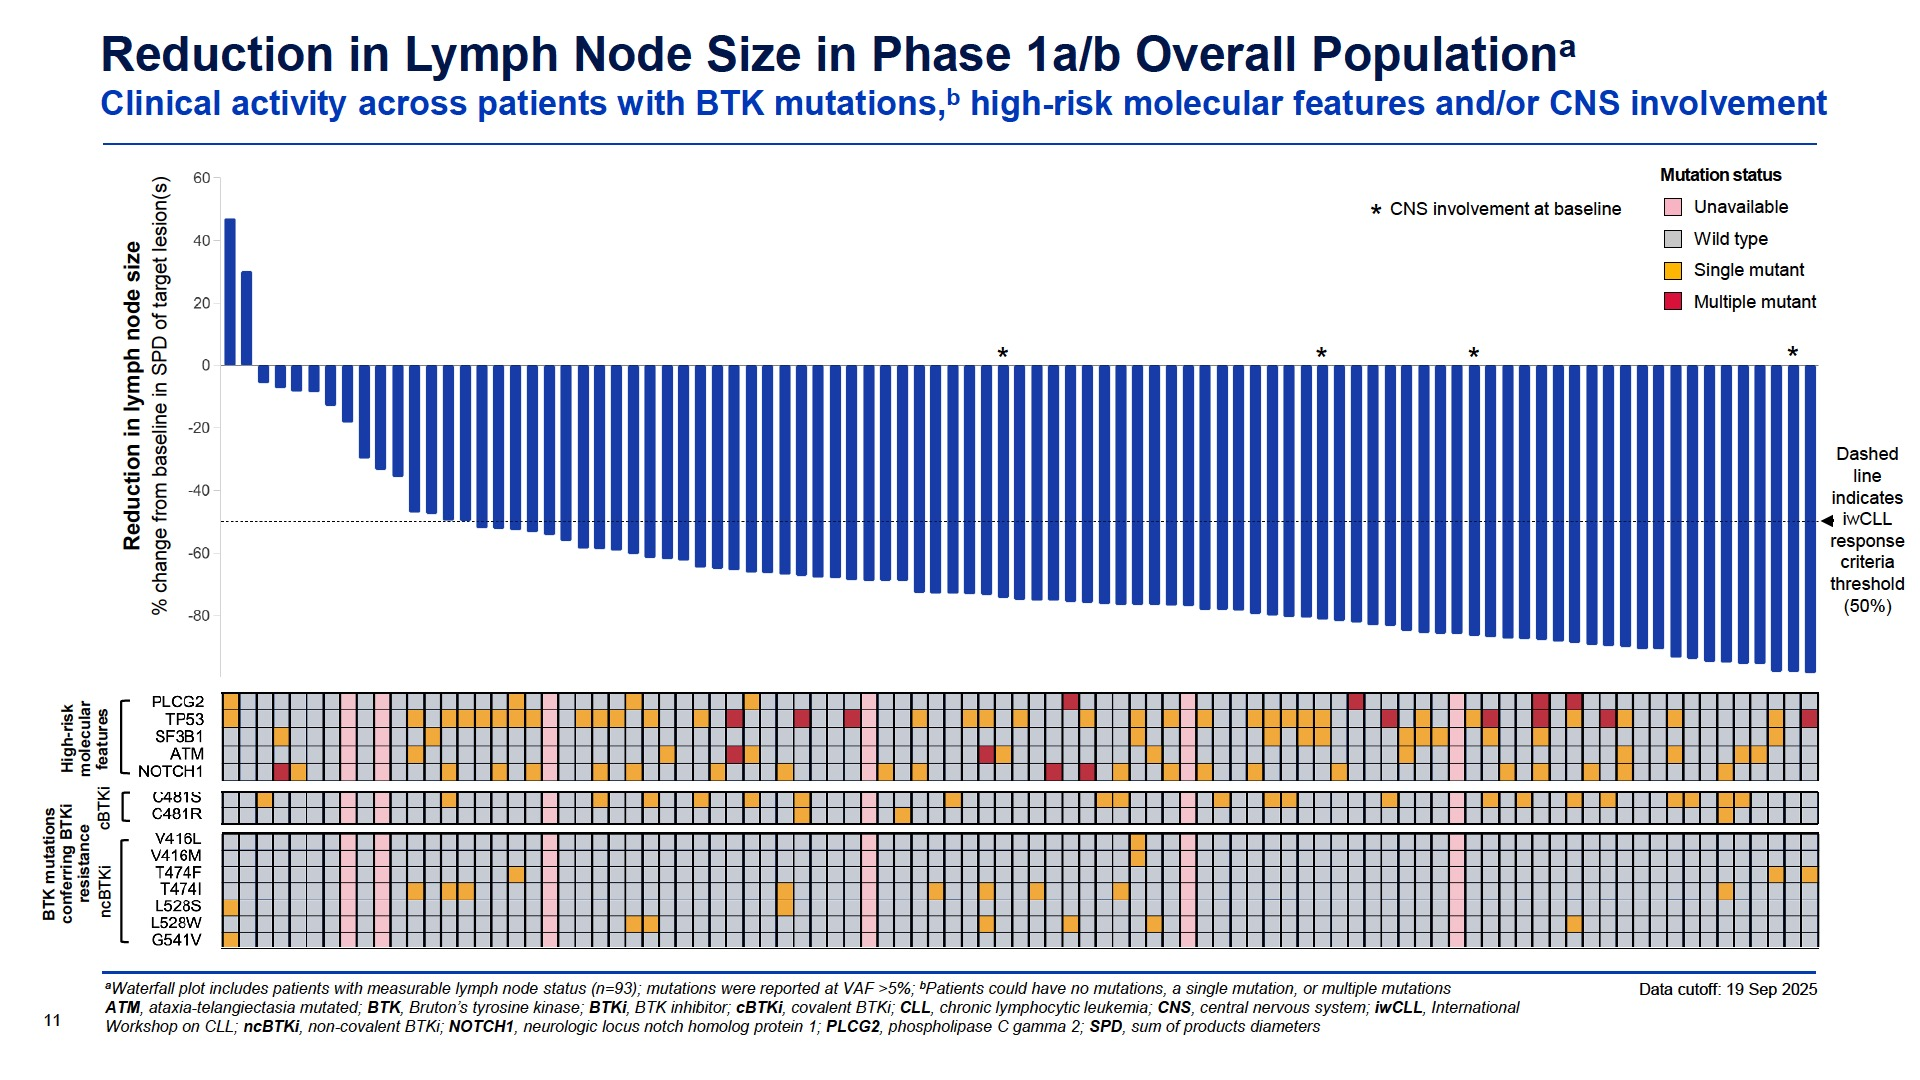 Reduction in Lymph Node Size in Phase 1a/b Overall Populationᵃ
Clinical activity across patients with BTK mutations,ᵇ high-risk molecular features and/or CNS involvement
Reduction in lymph node size
% change from baseline in SPD of target lesion(s)
60
40
20
0
-20
-40
-60
-80
* CNS involvement at baseline
Mutation status
Unavailable
Wild type
Single mutant
Multiple mutant
* * * *
Dashed
line
indicates
iwCLL
response
criteria
threshold
(50%)
High-risk
molecular
features
PLCG2
TP53
SF3B1
ATM
NOTCH1
BTK mutations
conferring BTKi
resistance
cBTKi
C481S
C481R
ncBTKi
V416L
V416M
T474F
T474I
L528S
L528W
G541V
ᵃWaterfall plot includes patients with measurable lymph node status (n=93); mutations were reported at VAF >5%; ᵇPatients could have no mutations, a single mutation, or multiple mutations
ATM, ataxia-telangiectasia mutated; BTK, Bruton's tyrosine kinase; BTKi, BTK inhibitor; cBTKi, covalent BTKi; CLL, chronic lymphocytic leukemia; CNS, central nervous system; iwCLL, International
Workshop on CLL; ncBTKi, non-covalent BTKi; NOTCH1, neurologic locus notch homolog protein 1; PLCG2, phospholipase C gamma 2; SPD, sum of products diameters
Data cutoff: 19 Sep 2025
11